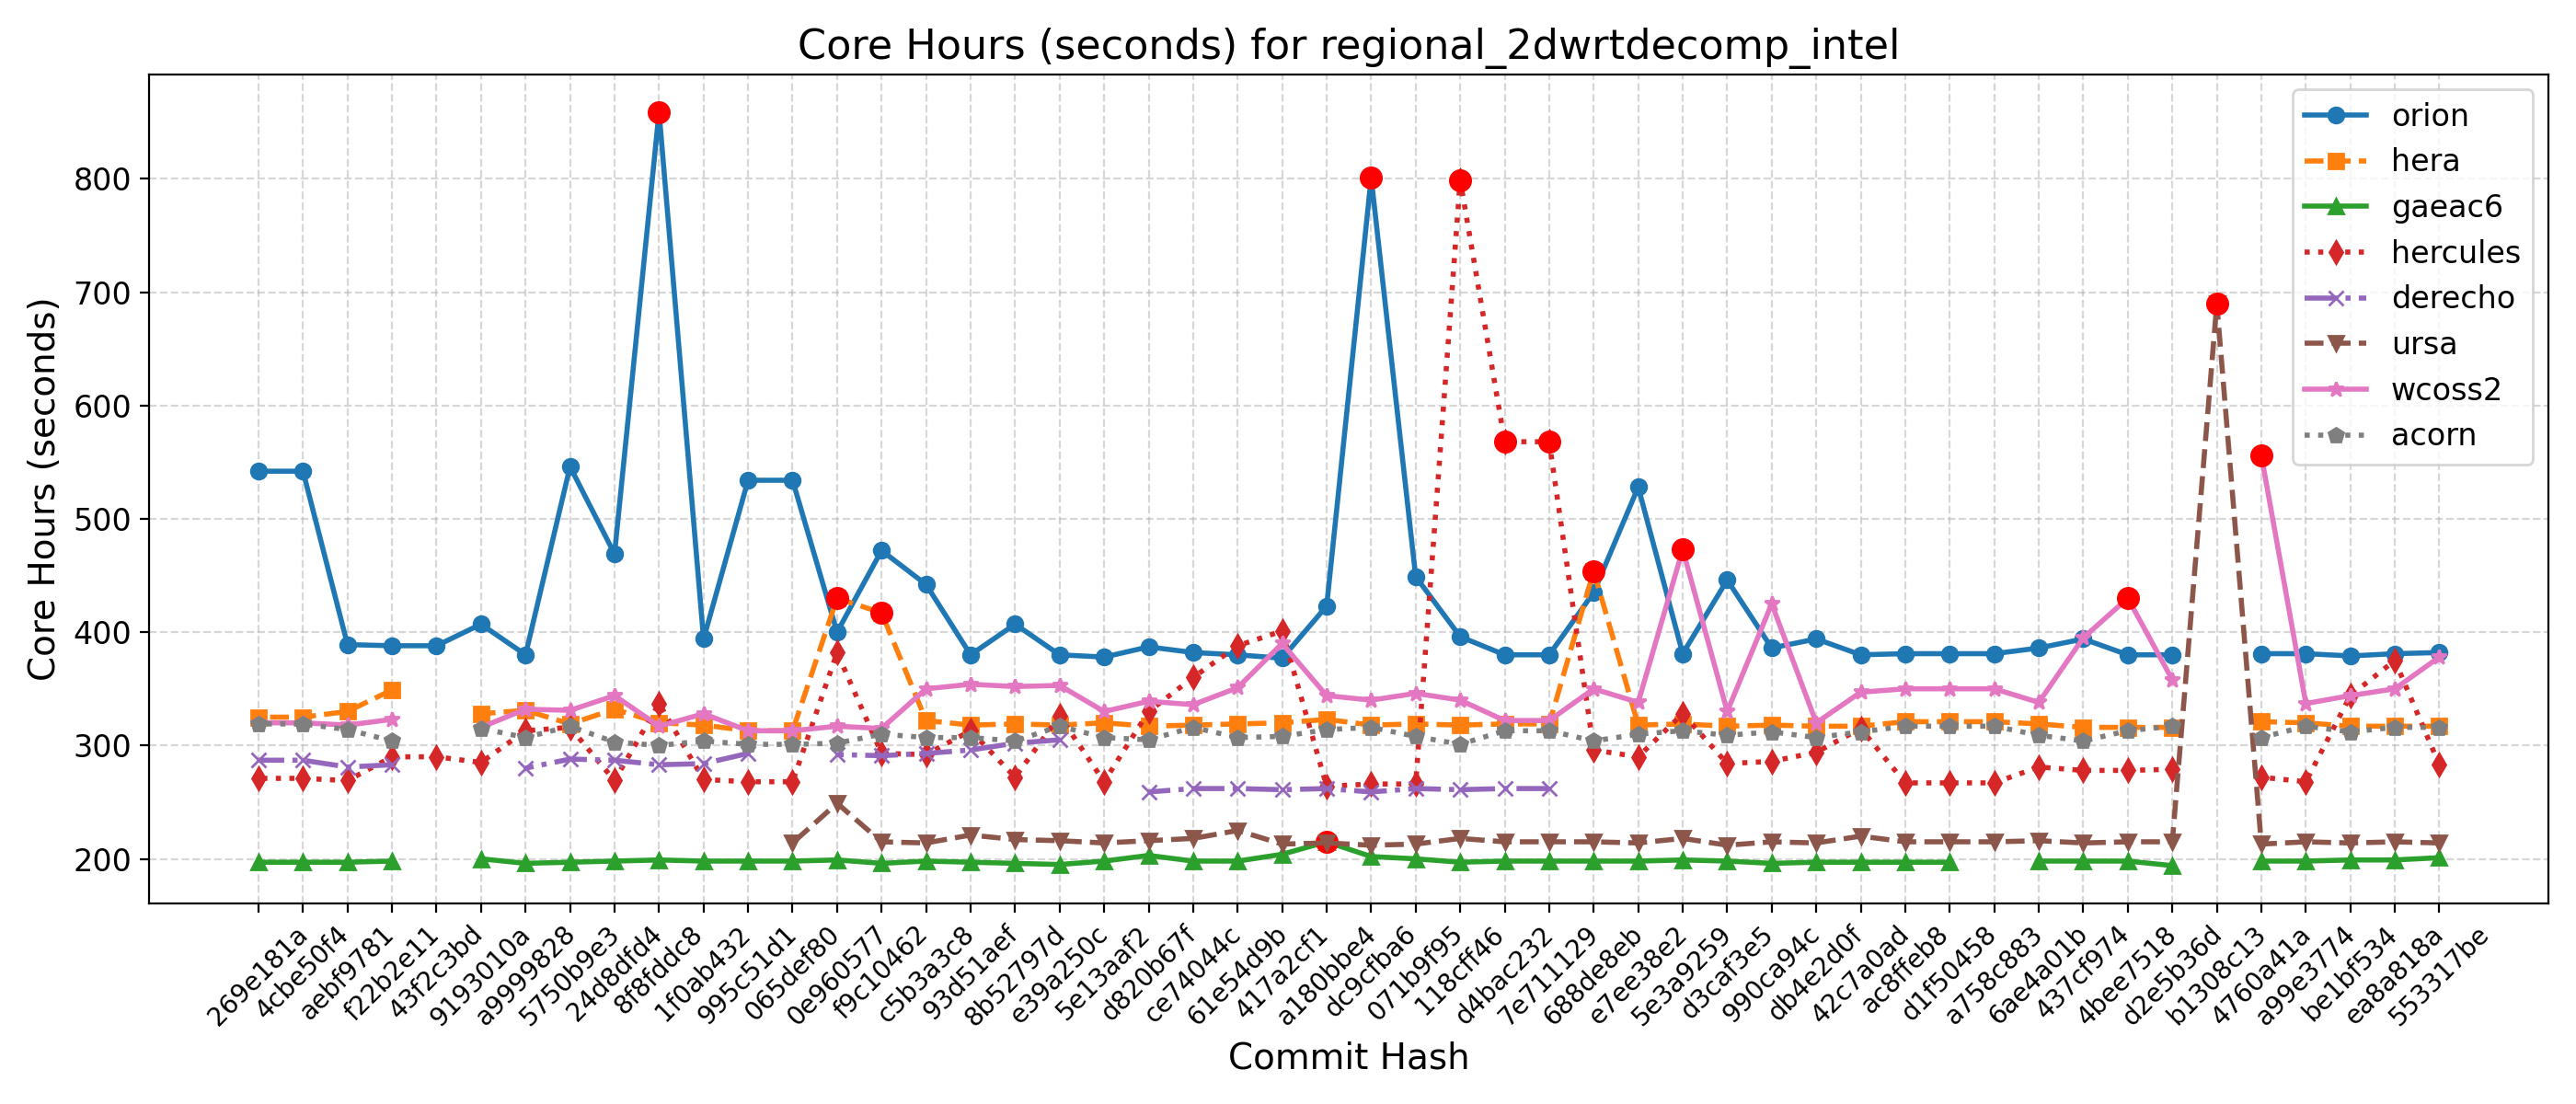 Core Hours (seconds) for regional_2dwrtdecomp_intel
Core Hours (seconds)
800
700
600
500
400
300
200
orion
hera
gaeac6
hercules
derecho
ursa
wcoss2
acorn
269e181a
4cbe50f4
aebf9781
f22b2e11
43f2c3bd
9193010a
a9999828
5750b9e3
24d8dfd4
8f8fddc8
1f0ab432
995c51d1
065def80
0e960577
f9c10462
c5b3a3c8
93d51aef
8b52797d
e39a250c
5e13aaf2
d820b67f
ce74044c
61e54d9b
417a2cf1
a180bbe4
dc9cfba6
071b9f95
118cff46
d4bac232
7e711129
688de8eb
e7ee38e2
5e3a9259
d3caf3e5
990ca94c
db4e2d0f
42c7a0ad
ac8ffeb8
d1f50458
a758c883
6ae4a01b
437cf974
4bee7518
d2e5b36d
b1308c13
4760a41a
a99e3774
be1bf534
ea8a818a
553317be
Commit Hash